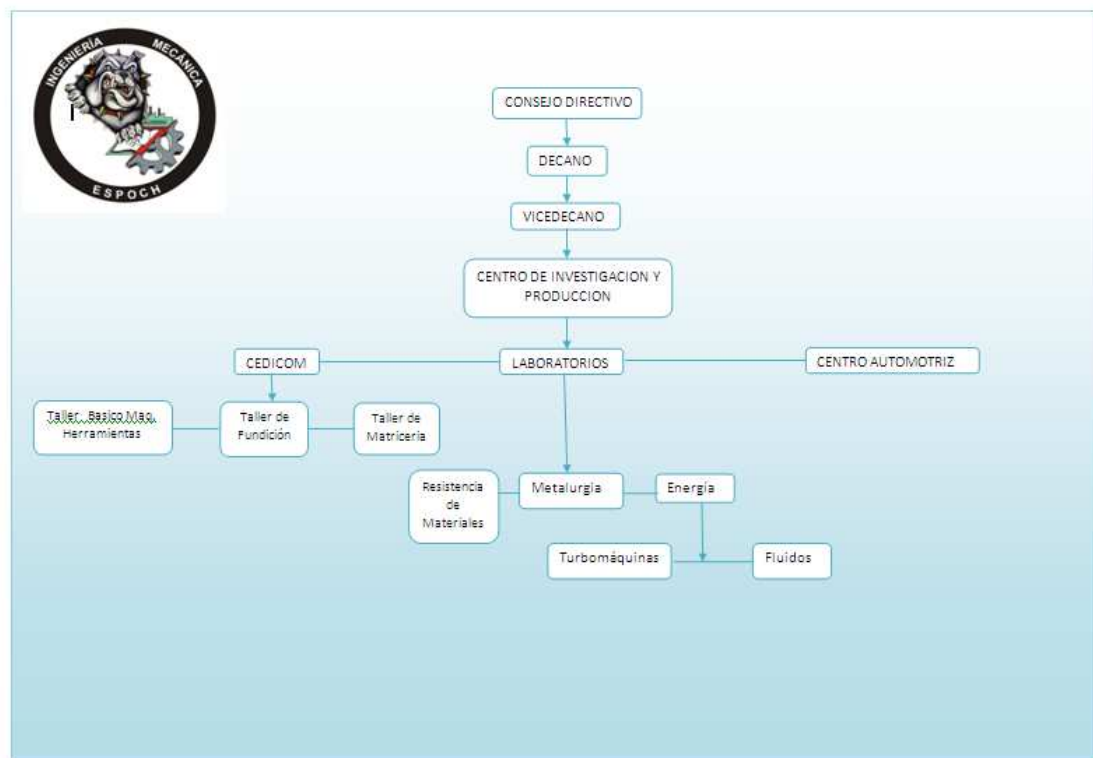 INGENIERÍA MECÁNICA
ESPOCH
CONSEJO DIRECTIVO
DECANO
VICEDECANO
CENTRO DE INVESTIGACION Y
PRODUCCION
CEDICOM
LABORATORIOS
CENTRO AUTOMOTRIZ
Taller. Basico Maq.
Herramientas
Taller de
Fundición
Taller de
Matriceria
Resistencia
de
Materiales
Metalurgia
Energía
Turbomáquinas
Fluidos